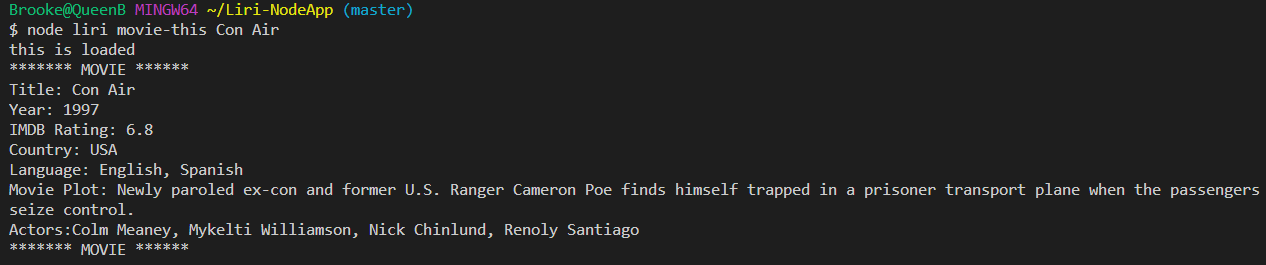 Brooke@QueenB MINGW64 ~/Liri-NodeApp (master)
$ node liri movie-this Con Air
this is loaded
******* MOVIE ******
Title: Con Air
Year: 1997
IMDB Rating: 6.8
Country: USA
Language: English, Spanish
Movie Plot: Newly paroled ex-con and former U.S. Ranger Cameron Poe finds himself trapped in a prisoner transport plane when the passengers
seize control.
Actors:Colm Meaney, Mykelti Williamson, Nick Chinlund, Renoly Santiago
******* MOVIE ******